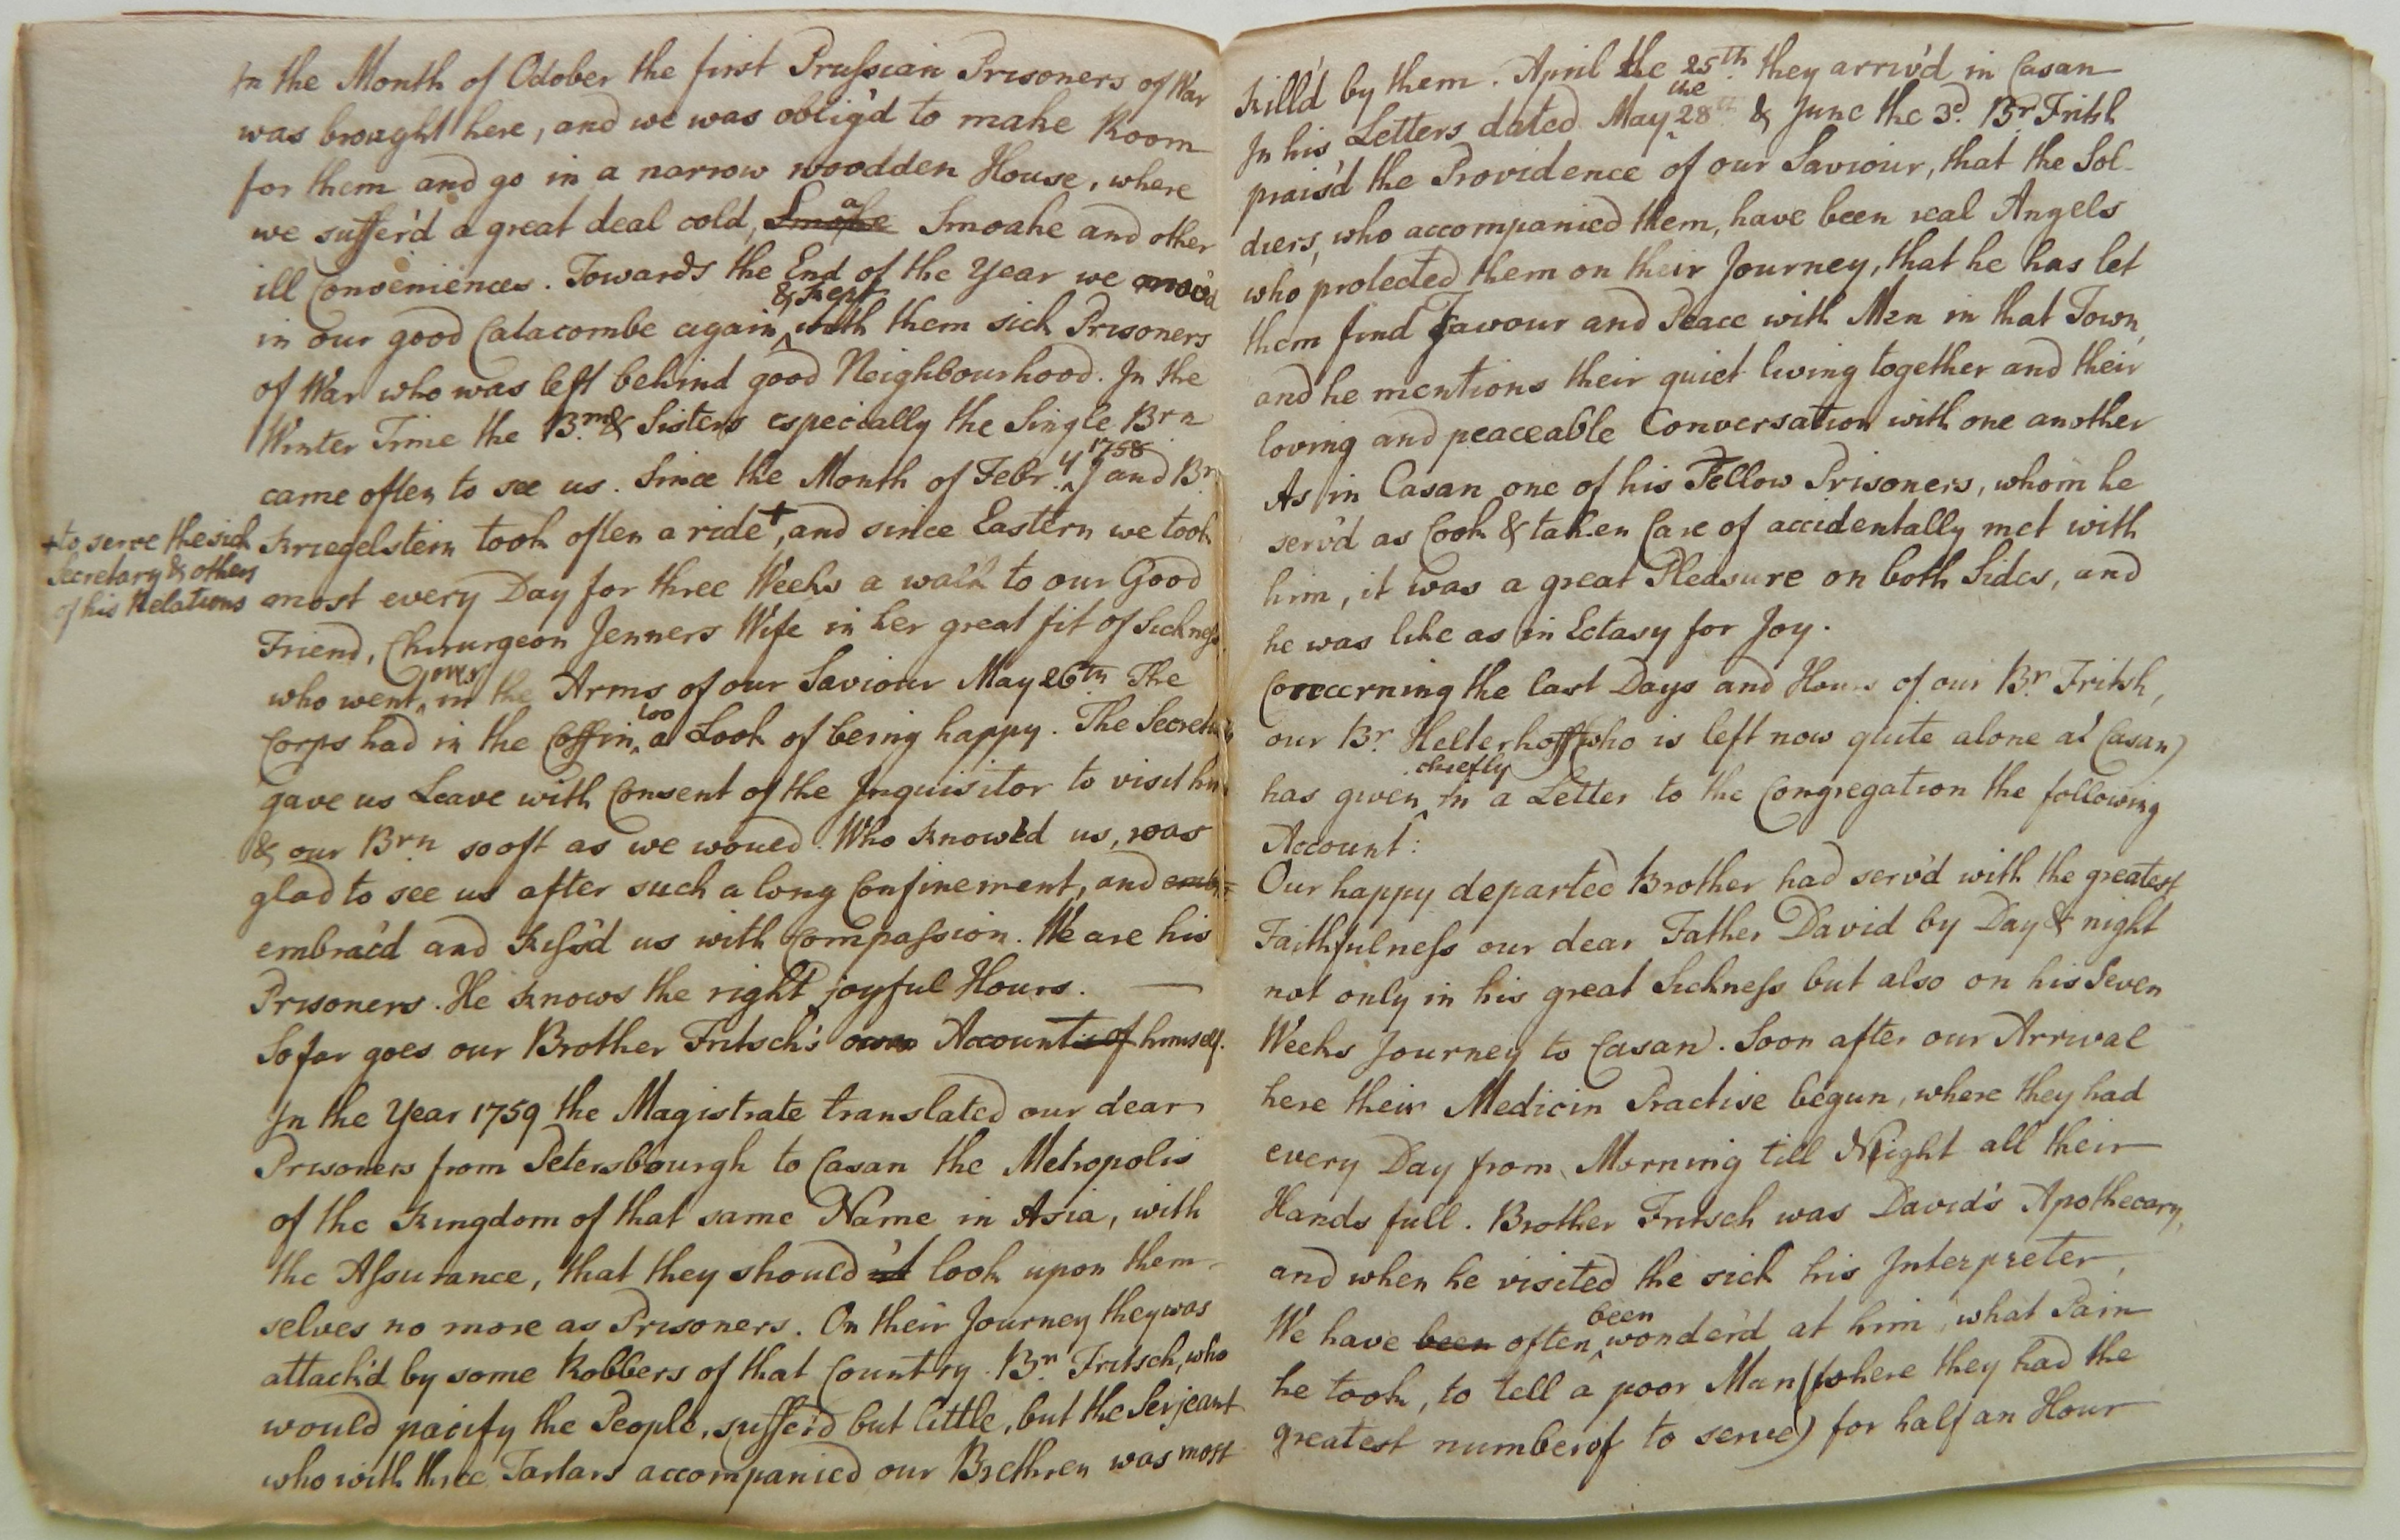 In the Month of October the first Prussian Prisoners of War
was brought here, and we was oblig'd to make Room
for them and go in a narrow woodden House, where
we suffer'd a great deal cold, Smoake Smoake and other
ill Conveniences. Towards the End of the Year we mov'd
in our good Catacombe again & kept with them sick Prisoners
of War who was left behind good Neighbourhood. In the
Winter Time the Brn & Sisters especially the Single Brn
came often to see us. Since the Month of Febr.y 1758 J and Br
+to serve the sick
Secretary & others
of his Relations
Kriegelstein took often a ride+, and since Eastern we took
most every Day for three Weeks a walk to our Good
Friend, Chirurgeon Jenners Wife in her great fit of Sickness,
who went over in the Arms of our Saviour May 26th The
Corps had in the Coffin too a Look of being happy. The Secret
gave us Leave with Consent of the Inquisitor to visit him
& our Brn so oft as we would. Who know'd us, was
glad to see us after such a long Confinement, and emb
embrac'd and Kiss'd us with Compassion. We are his
Prisoners. He knows the right joyful Hours. —
So far goes our Brother Fritsch's own Account of himself.
In the Year 1759 the Magistrate translated our dear
Prisoners from Petersbourgh to Casan the Metropolis
of the Kingdom of that same Name in Asia, with
the Assurance, that they should look upon them-
selves no more as Prisoners. On their Journey they was
attack'd by some Robbers of that Country. Br. Fritsch, who
would pacify the People, suffer'd but little, but the Serjeant
who with three Tartars accompanied our Brethren was most
Kill'd by them. April the 25th they arriv'd in Casan
In his Letters dated May the 28th & June the 3d. Br. Fritsh
prais'd the Providence of our Saviour, that the Sol-
diers, who accompanied them, have been real Angels
who protected them on their Journey, that he has let
them find Favour and Peace with Men in that Town,
and he mentions their quiet living together and their
loving and peaceable Conversation with one another
As in Casan one of his Fellow Prisoners, whom he
serv'd as Cook & taken Care of accidentally met with
him, it was a great Pleasure on both Sides, and
he was like as in Ectasy for Joy.
Concerning the last Days and Hours of our Br. Fritsh,
our Br. Helterhoff (who is left now quite alone at Casan)
has given chiefly in a Letter to the Congregation the following
Account:
Our happy departed Brother had serv'd with the greatest
Faithfulness our dear Father David by Day & night
not only in his great Sickness but also on his Seven
Weeks Journey to Casan. Soon after our Arrival
here their Medicin Practise begun, where they had
every Day from Morning till Night all their
Hands full. Brother Fritsch was David's Apothecary,
and when he visited the sick his Interpreter,
We have been often been wonder'd at him, what Pain
he took, to tell a poor Man (where they had the
greatest number of to serve) for half an Hour